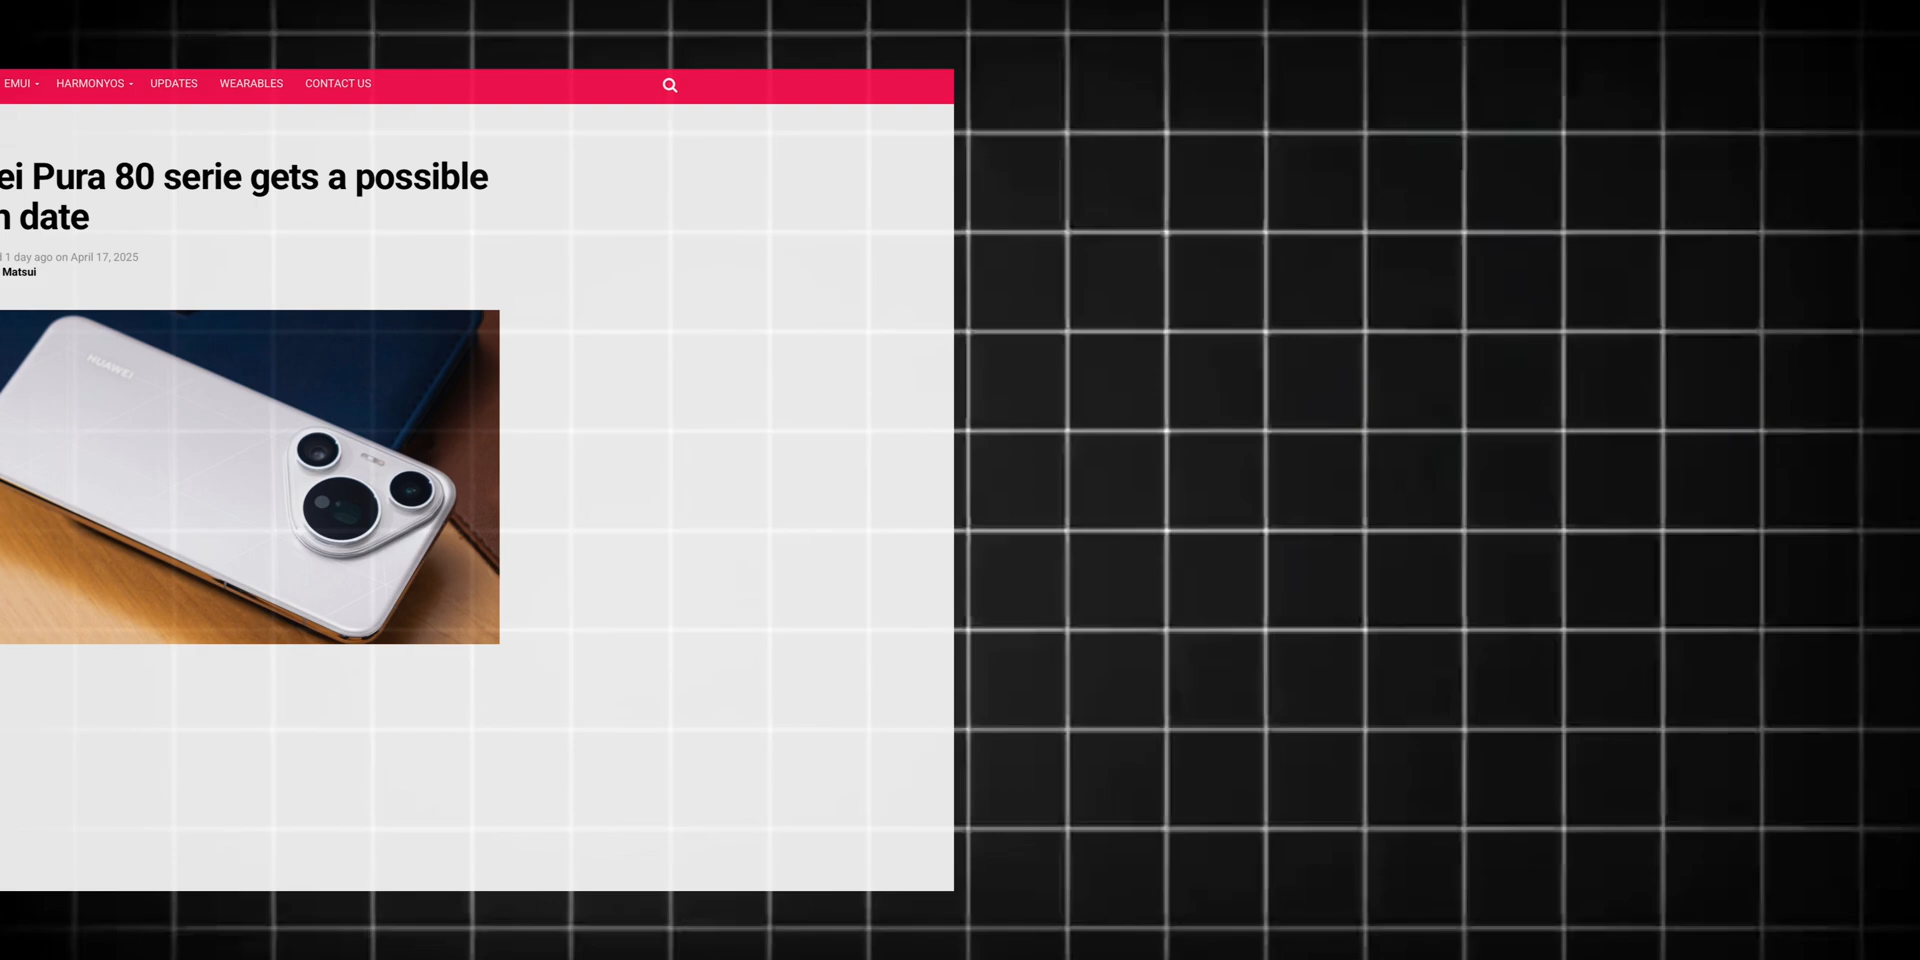 EMUI HARMONYOS UPDATES WEARABLES CONTACT US
ei Pura 80 serie gets a possible
n date
1 day ago on April 17, 2025
Matsui
HUAWEI